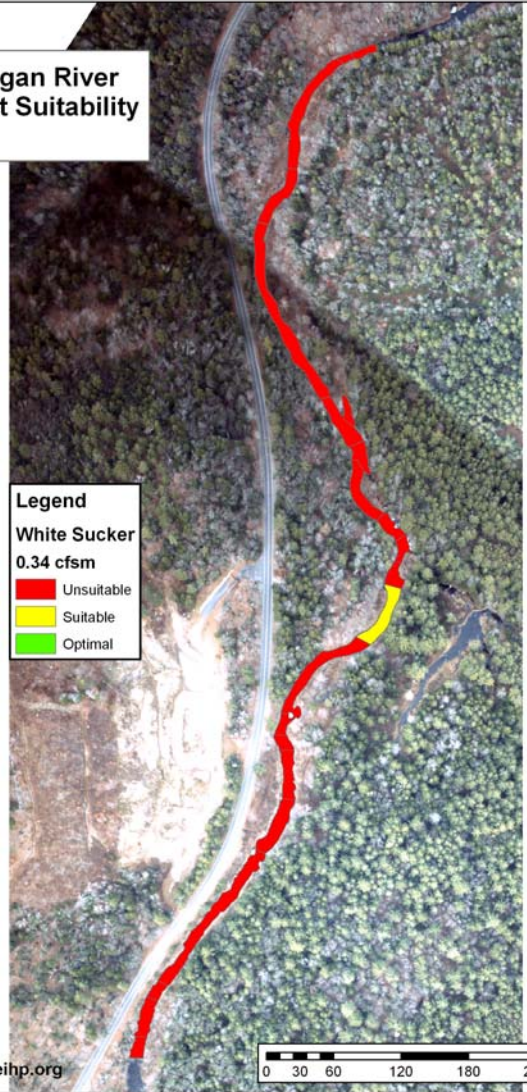 gan River
t Suitability
Legend
White Sucker
0.34 cfsm
Unsuitable
Suitable
Optimal
eihp.org
0 30 60 120 180 2